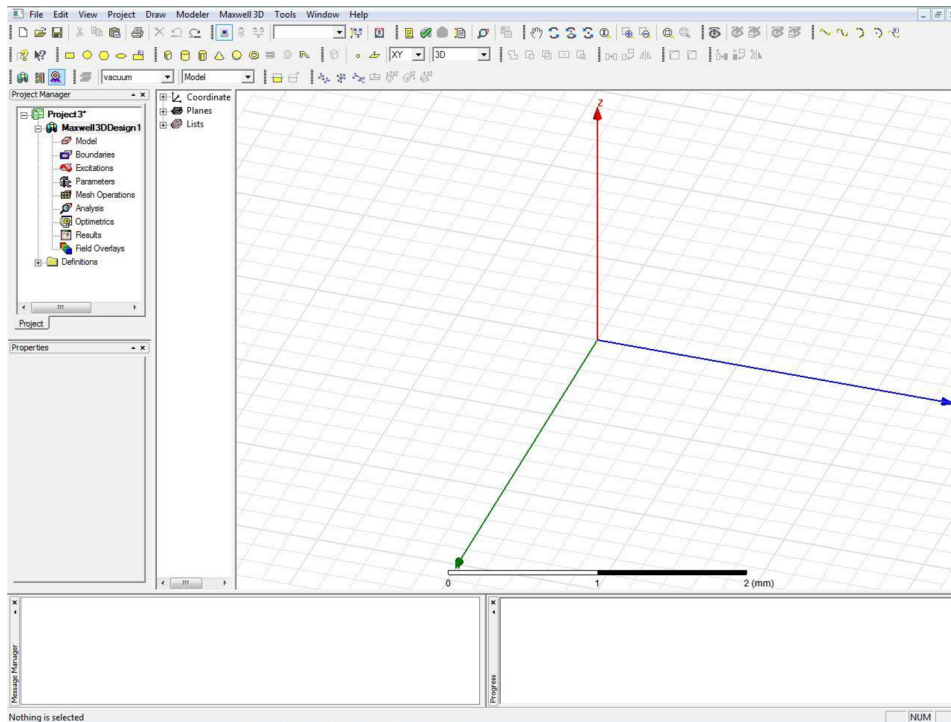 File Edit View Project Draw Modeler Maxwell 3D Tools Window Help
XY 3D
vacuum Model
Project Manager
Project3*
Maxwell3DDesign1
Model
Boundaries
Excitations
Parameters
Mesh Operations
Analysis
Optimetrics
Results
Field Overlays
Definitions
Project
Properties
Coordinate
Planes
Lists
Z
0 1 2 (mm)
Message Manager
Progress
Nothing is selected NUM